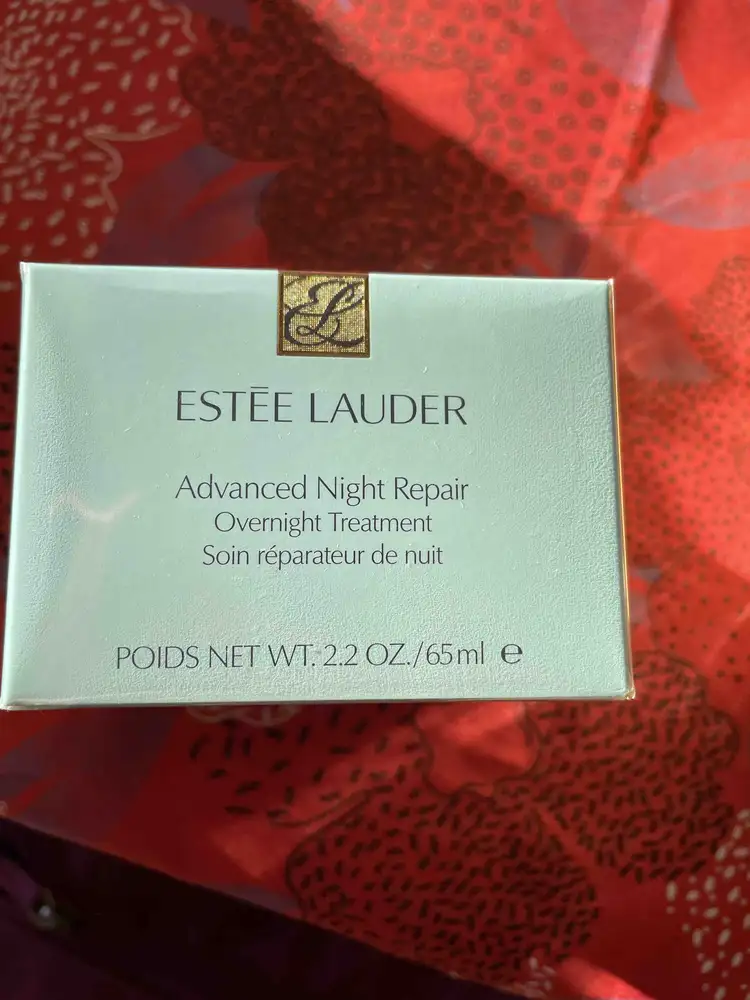 EL
ESTĒE LAUDER
Advanced Night Repair
Overnight Treatment
Soin réparateur de nuit
POIDS NET WT. 2.2 OZ./65ml ℮